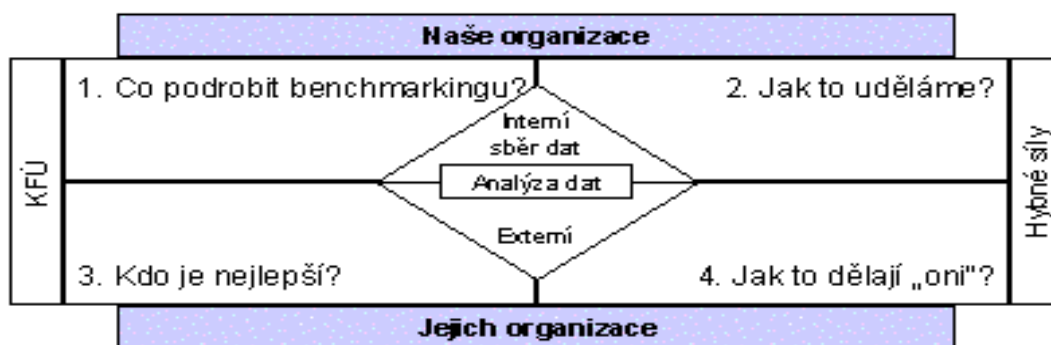 Naše organizace
1. Co podrobit benchmarkingu?
2. Jak to uděláme?
KFÚ
Interní
sběr dat
Analýza dat
Externí
Hybné síly
3. Kdo je nejlepší?
4. Jak to dělají „oni"?
Jejich organizace